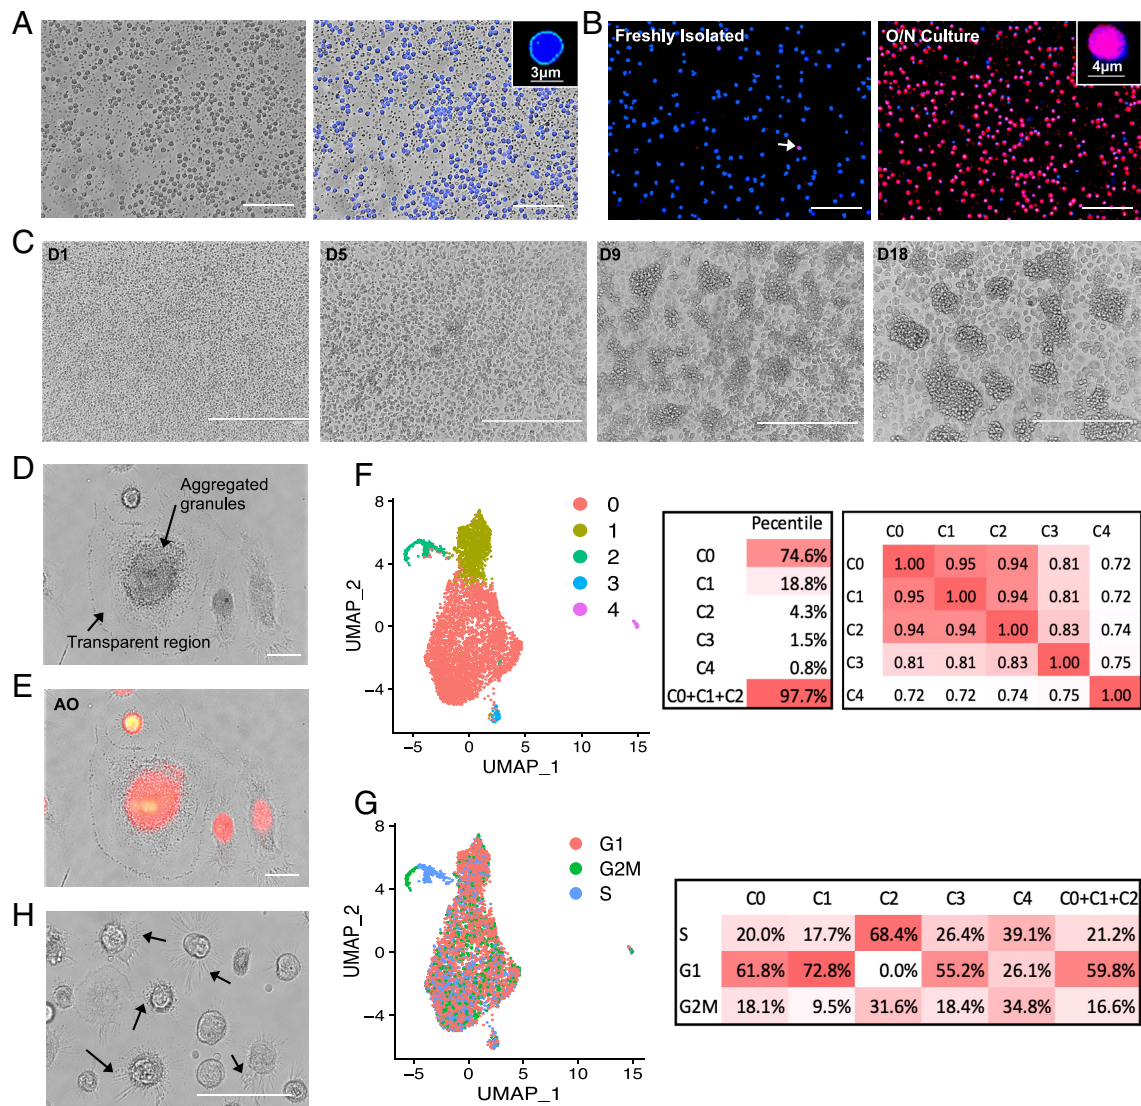 A
3µm
B
Freshly Isolated
O/N Culture
4µm
C
D1
D5
D9
D18
D
Aggregated
granules
Transparent region
E
AO
H
F
8
4
0
−4
UMAP_2
−5 0 5 10 15
UMAP_1
0
1
2
3
4
Pecentile
C0 74.6%
C1 18.8%
C2 4.3%
C3 1.5%
C4 0.8%
C0+C1+C2 97.7%
C0 C1 C2 C3 C4
C0 1.00 0.95 0.94 0.81 0.72
C1 0.95 1.00 0.94 0.81 0.72
C2 0.94 0.94 1.00 0.83 0.74
C3 0.81 0.81 0.83 1.00 0.75
C4 0.72 0.72 0.74 0.75 1.00
G
8
4
0
−4
UMAP_2
−5 0 5 10 15
UMAP_1
G1
G2M
S
C0 C1 C2 C3 C4 C0+C1+C2
S 20.0% 17.7% 68.4% 26.4% 39.1% 21.2%
G1 61.8% 72.8% 0.0% 55.2% 26.1% 59.8%
G2M 18.1% 9.5% 31.6% 18.4% 34.8% 16.6%